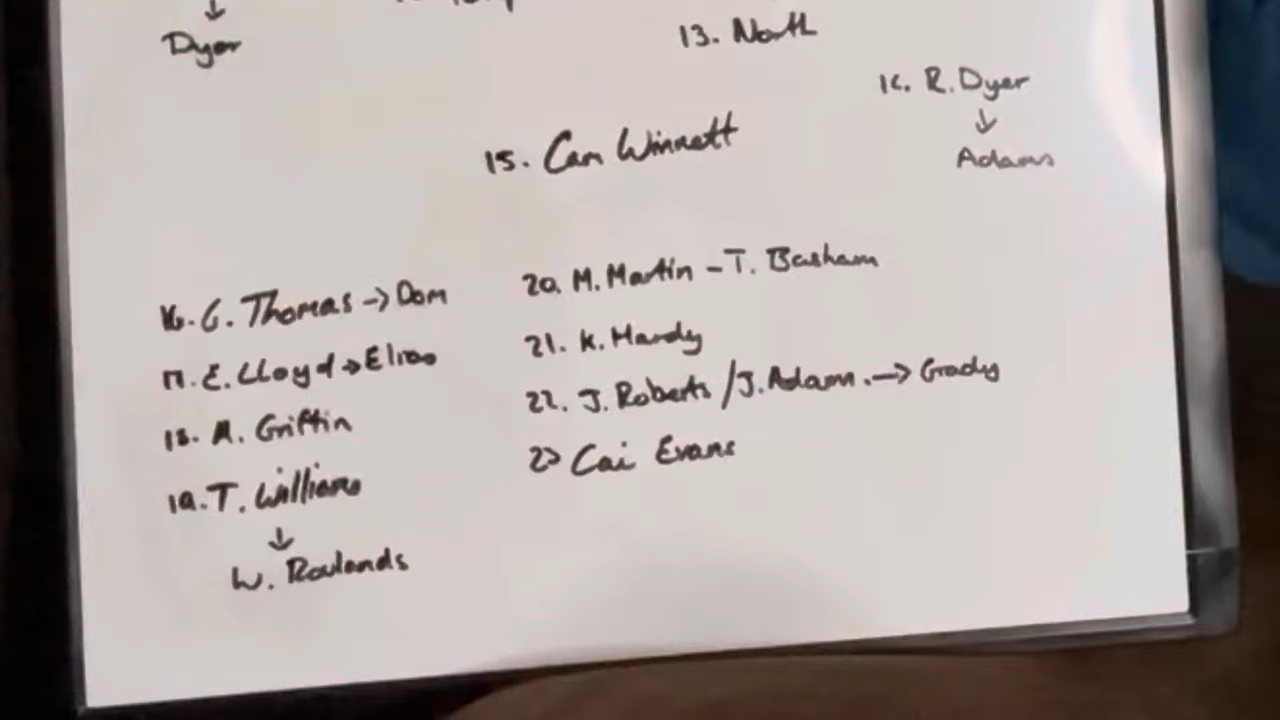 ↓
Dyer
13. North
14. R. Dyer
↓
Adams
15. Cam Winnett
16. G. Thomas → Dom
17. E. Lloyd → Elias
18. A. Griffin
19. T. Williams
↓
W. Rowlands
20. M. Martin - T. Basham
21. K. Hardy
22. J. Roberts / J. Adam. → Grady
23 Cai Evans